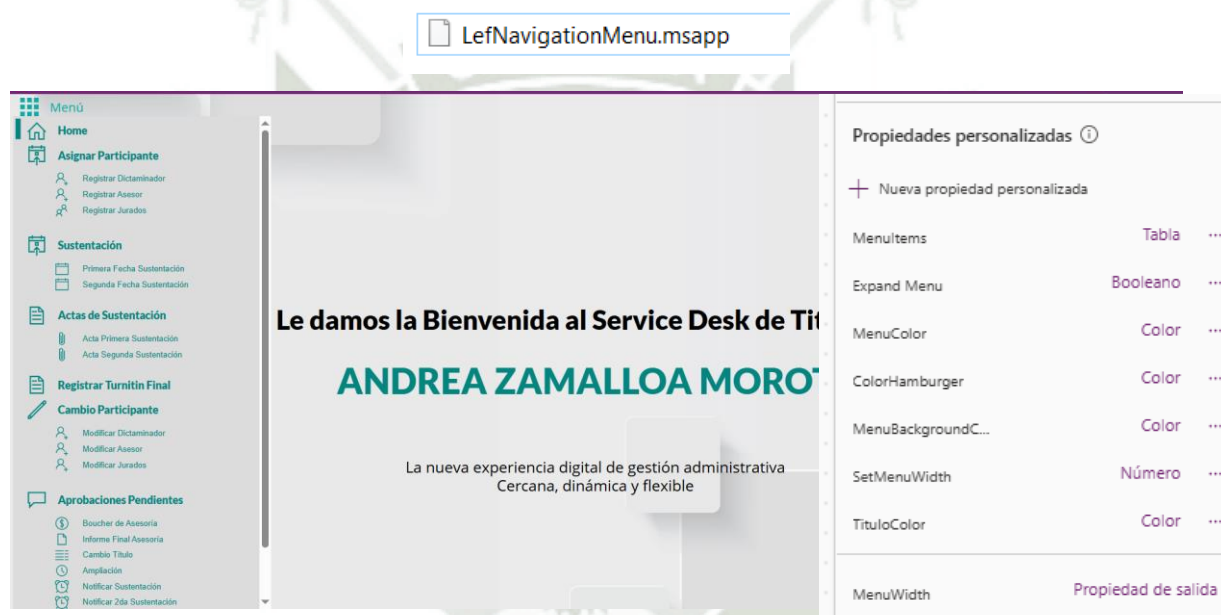 LefNavigationMenu.msapp
Menú
Home
Asignar Participante
Registrar Dictaminador
Registrar Asesor
Registrar Jurados
Sustentación
Primera Fecha Sustentación
Segunda Fecha Sustentación
Actas de Sustentación
Acta Primera Sustentación
Acta Segunda Sustentación
Registrar Turnitin Final
Cambio Participante
Modificar Dictaminador
Modificar Asesor
Modificar Jurados
Aprobaciones Pendientes
Boucher de Asesoría
Informe Final Asesoría
Cambio Título
Ampliación
Notificar Sustentación
Notificar 2da Sustentación
Le damos la Bienvenida al Service Desk de Tit
ANDREA ZAMALLOA MOROT
La nueva experiencia digital de gestión administrativa
Cercana, dinámica y flexible
Propiedades personalizadas
Nueva propiedad personalizada
MenuItems Tabla ...
Expand Menu Booleano ...
MenuColor Color ...
ColorHamburger Color ...
MenuBackgroundC... Color ...
SetMenuWidth Número ...
TituloColor Color ...
MenuWidth Propiedad de salida